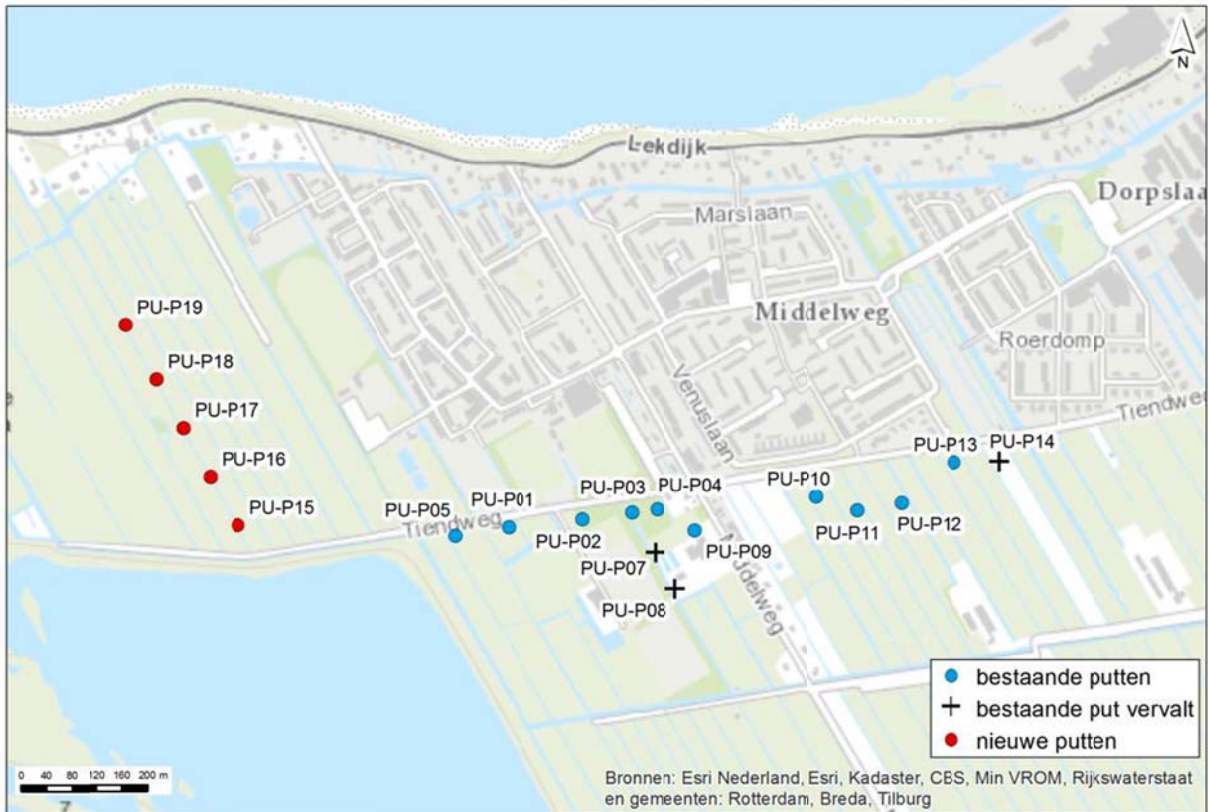 N
Lekdijk
Dorpslaa
Marslaan
Middelweg
Roerdomp
PU-P19
PU-P18
Venuslaan
Tiendweg
PU-P17
PU-P16
PU-P13
PU-P14
PU-P15
PU-P05
PU-P01
Tiendweg
PU-P03
PU-P04
PU-P10
PU-P02
PU-P09
PU-P11
PU-P12
PU-P07
PU-P08
Middelweg
bestaande putten
bestaande put vervalt
nieuwe putten
0 40 80 120 160 200 m
Bronnen: Esri Nederland, Esri, Kadaster, CBS, Min VROM, Rijkswaterstaat
en gemeenten: Rotterdam, Breda, Tilburg